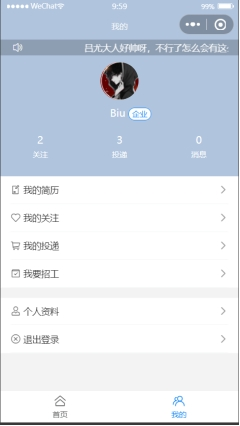 WeChat 9:59 99%
我的
吕尤大人好帅呀，不行了怎么会有这
Biu 企业
2 3 0
关注 投递 消息
我的简历
我的关注
我的投递
我要招工
个人资料
退出登录
首页 我的